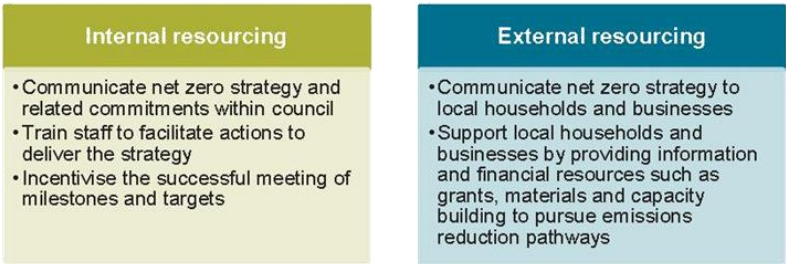 Internal resourcing
•Communicate net zero strategy and
related commitments within council
•Train staff to facilitate actions to
deliver the strategy
•Incentivise the successful meeting of
milestones and targets
External resourcing
•Communicate net zero strategy to
local households and businesses
•Support local households and
businesses by providing information
and financial resources such as
grants, materials and capacity
building to pursue emissions
reduction pathways